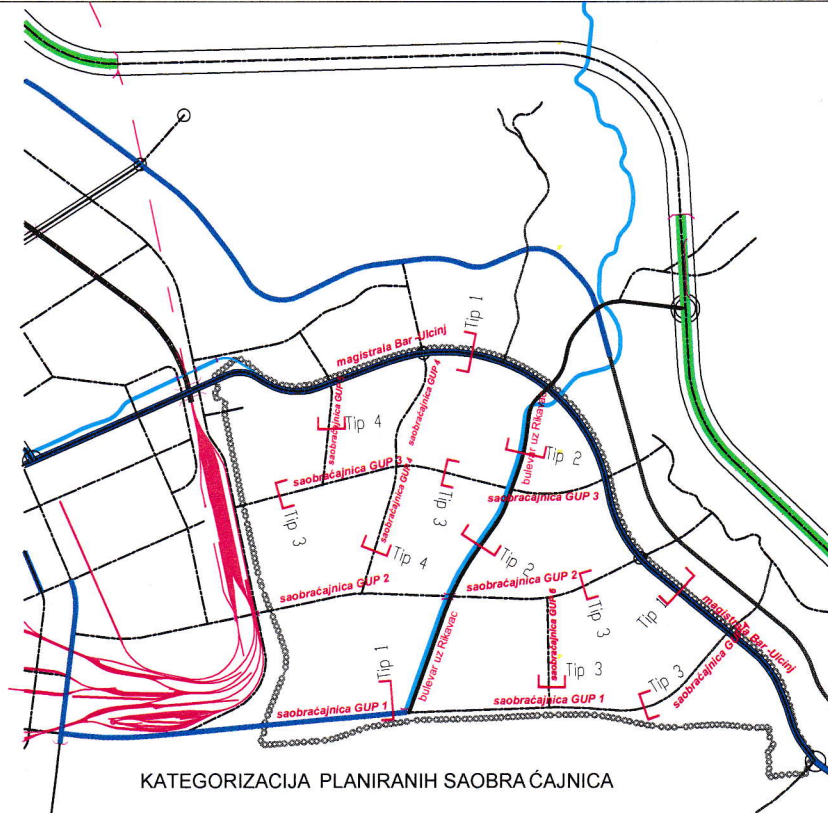 Tip 1
magistrala Bar -Ulcinj
saobraćajnica GUP 4
Tip 4
bulevar uz Rikavac
Tip 2
saobraćajnica GUP 3
Tip 3
saobraćajnica GUP 4
Tip 3
saobraćajnica GUP 3
Tip 4
Tip 2
saobraćajnica GUP 2
saobraćajnica GUP 2
Tip 3
Tip 1
magistrala Bar -Ulcinj
bulevar uz Rikavac
Tip 1
Tip 3
Tip 3
saobraćajnica GUP 1
saobraćajnica GUP 1
KATEGORIZACIJA PLANIRANIH SAOBRAĆAJNICA